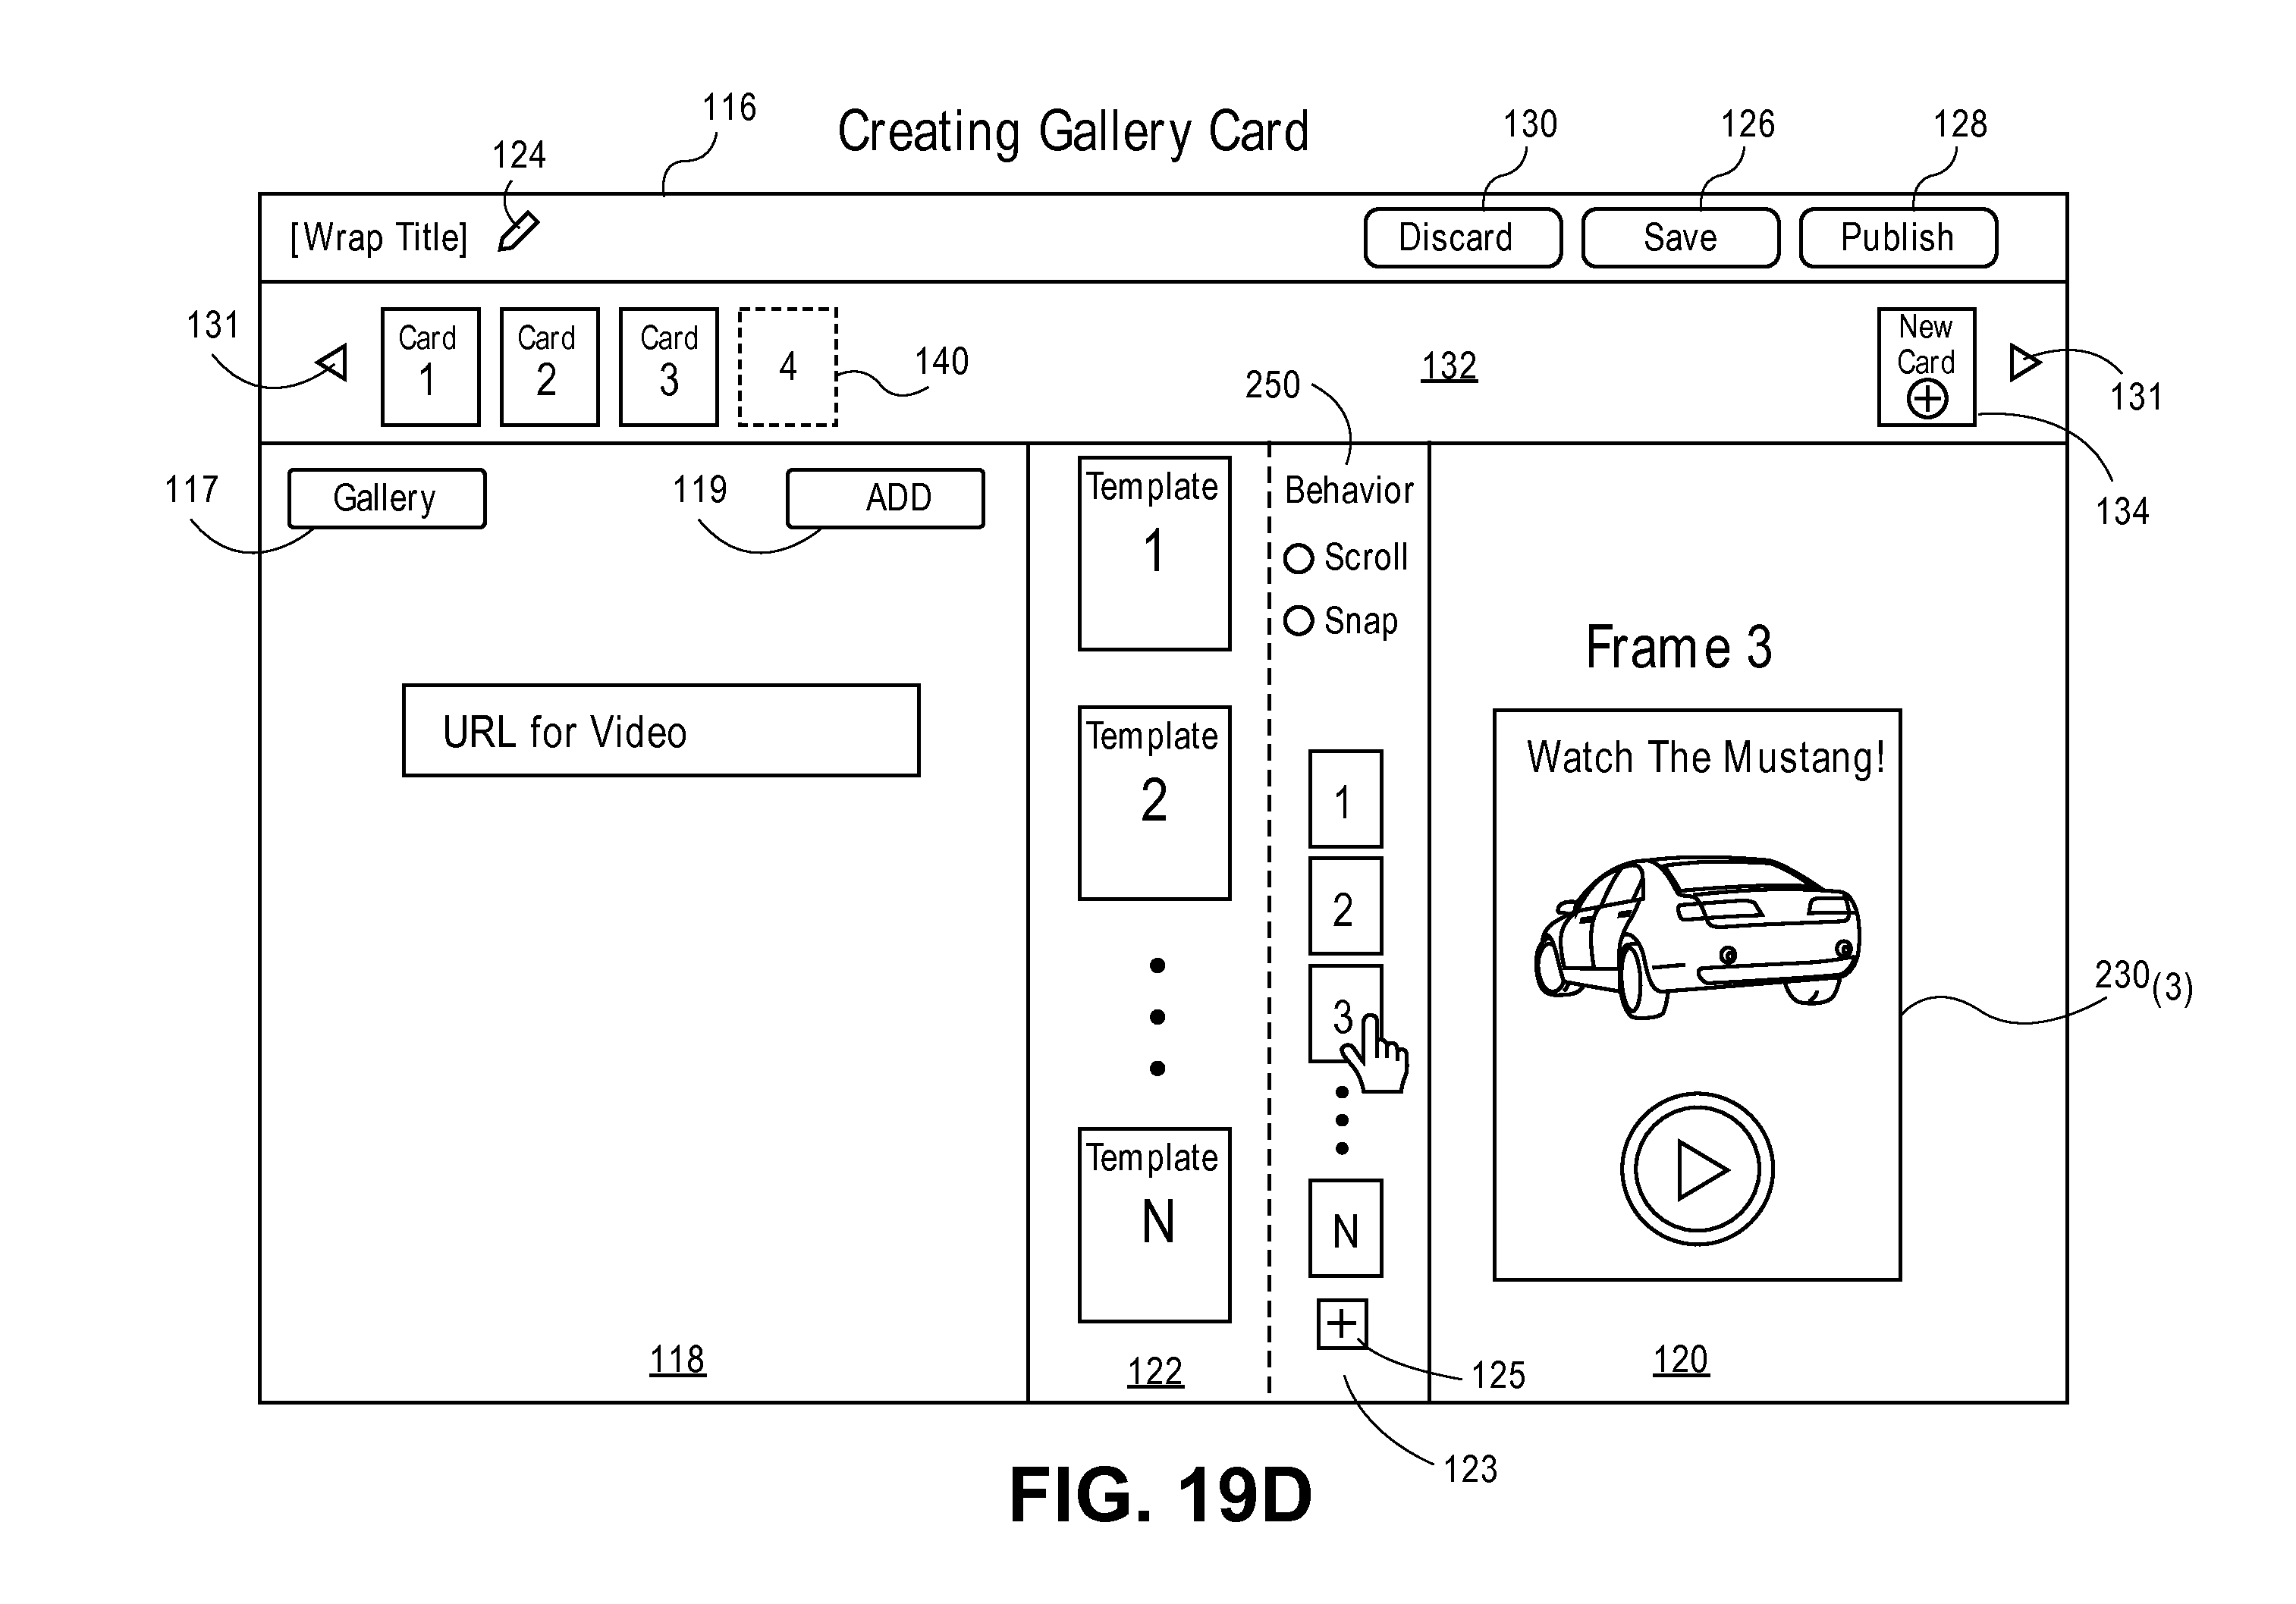 Creating Gallery Card
116
124
130
126
128
[Wrap Title]
Discard
Save
Publish
131
Card
1
Card
2
Card
3
4
140
132
250
New
Card
131
134
117
Gallery
119
ADD
Template
1
Behavior
Scroll
Snap
Frame 3
URL for Video
Template
2
1
2
3
N
Watch The Mustang!
230(3)
Template
N
118
122
125
120
123
FIG. 19D